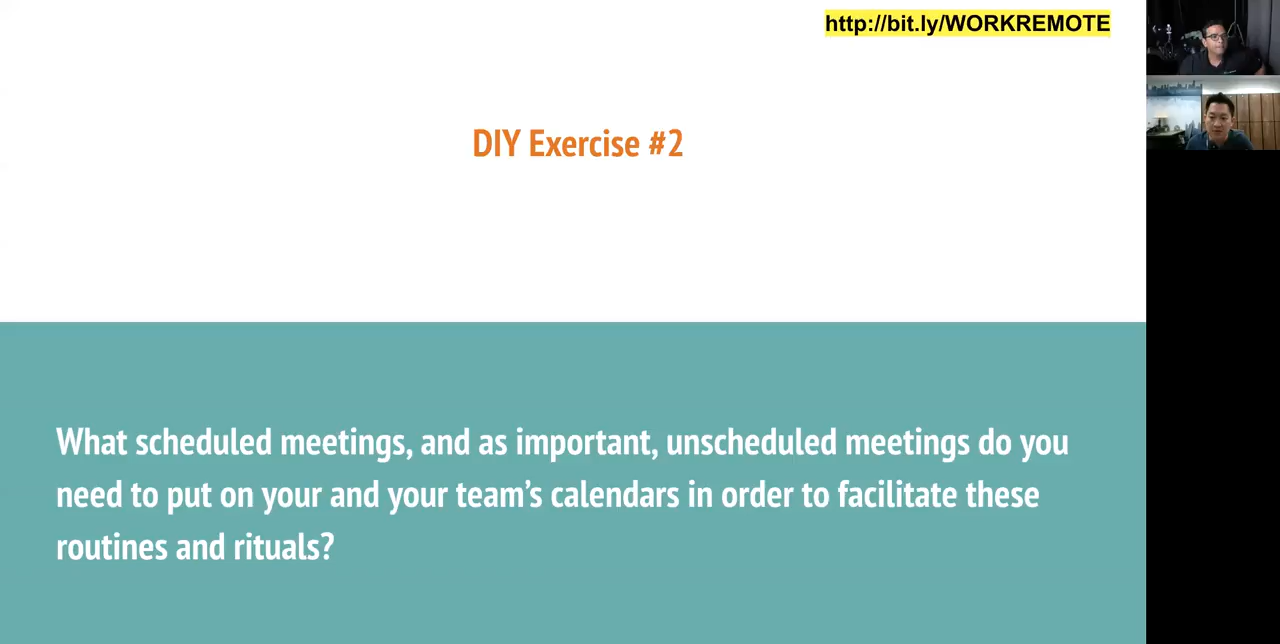 http://bit.ly/WORKREMOTE
DIY Exercise #2
What scheduled meetings, and as important, unscheduled meetings do you
need to put on your and your team's calendars in order to facilitate these
routines and rituals?